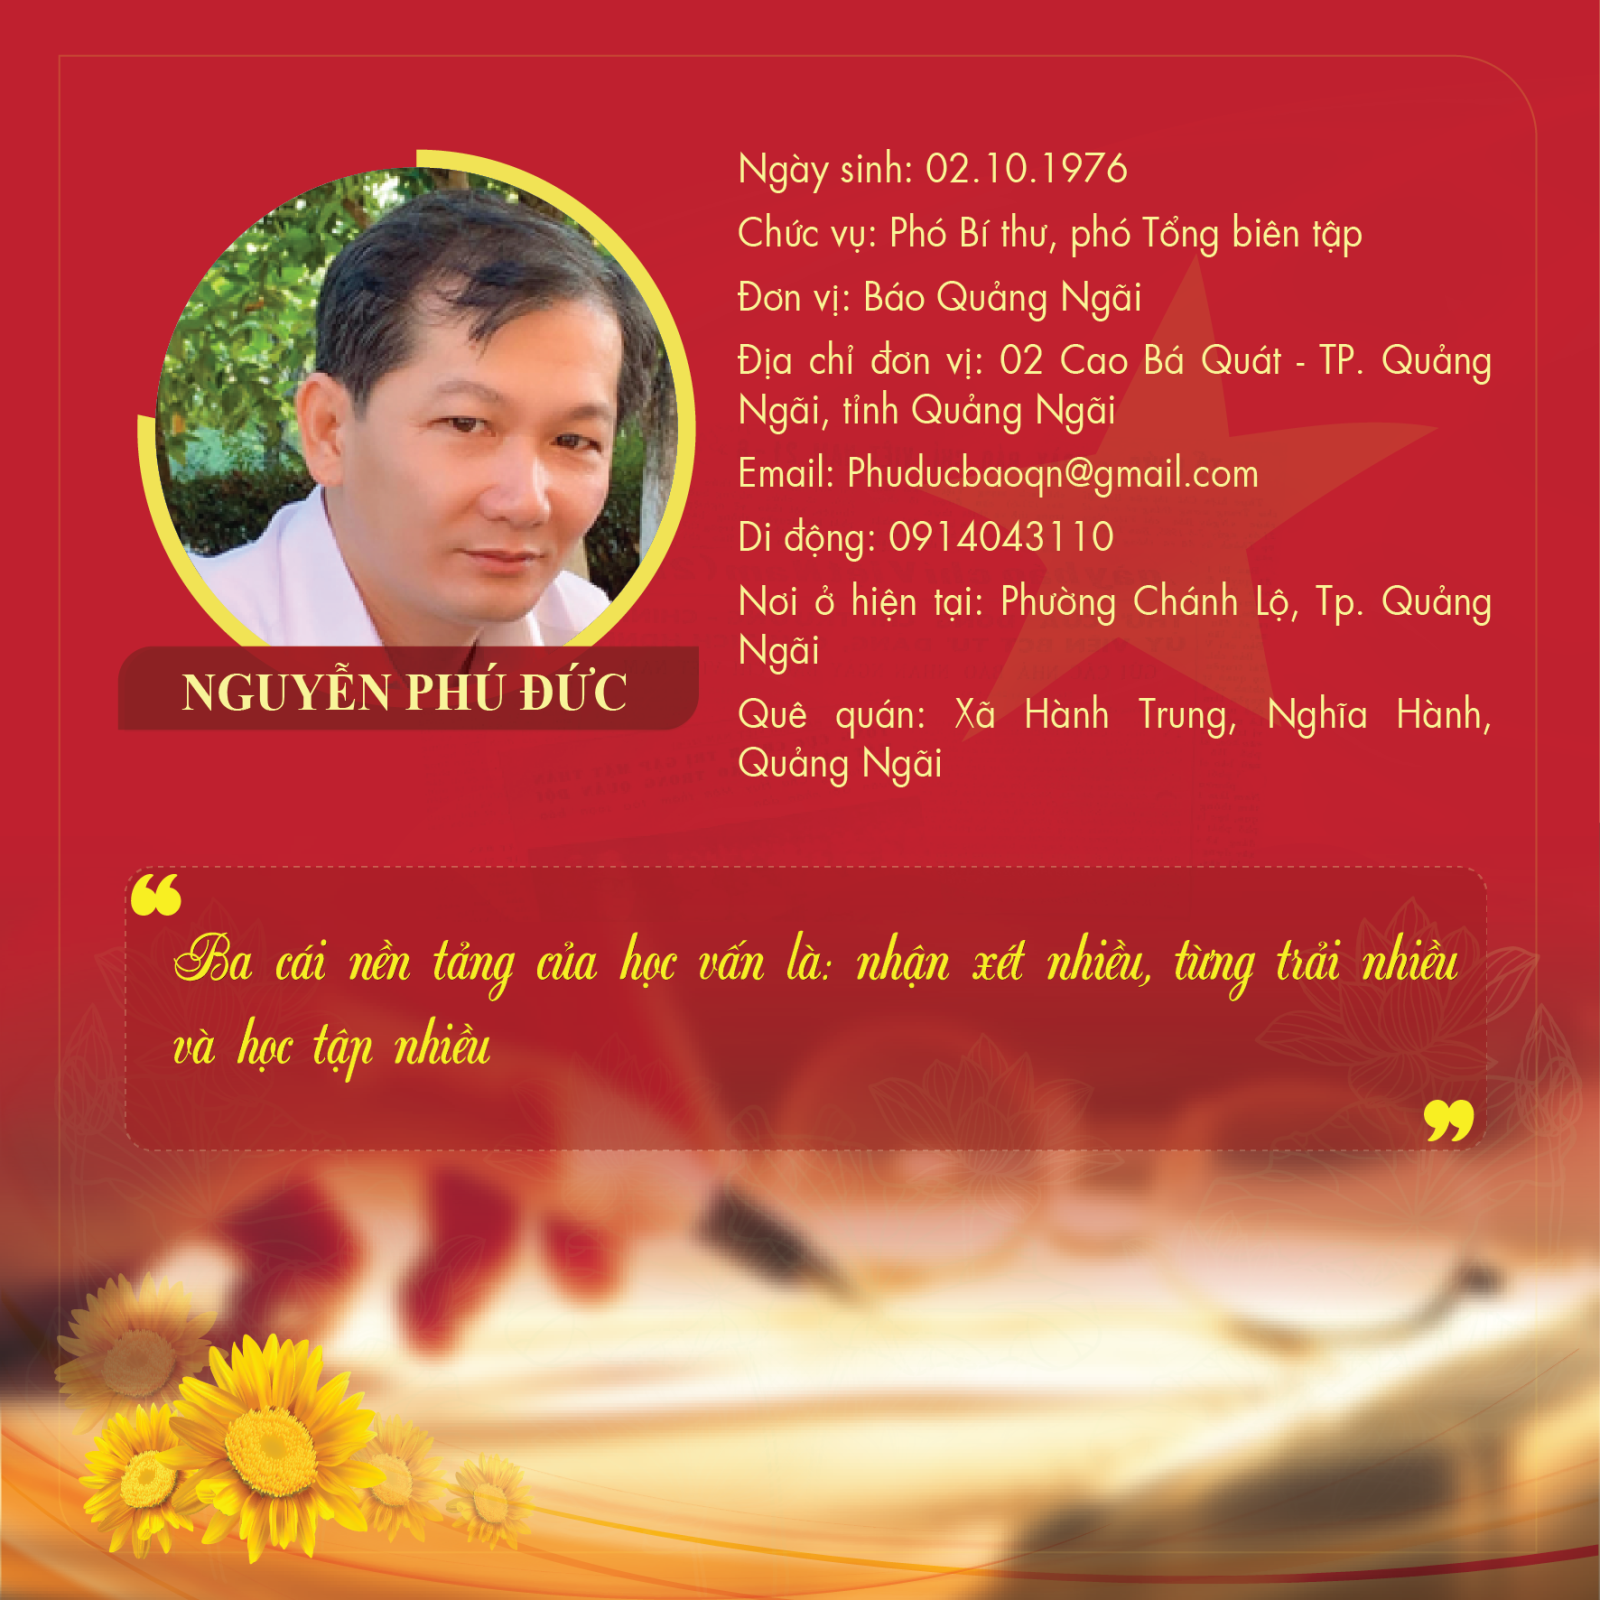 Ngày sinh: 02.10.1976
Chức vụ: Phó Bí thư, phó Tổng biên tập
Đơn vị: Báo Quảng Ngãi
Địa chỉ đơn vị: 02 Cao Bá Quát - TP. Quảng
Ngãi, tỉnh Quảng Ngãi
Email: Phuducbaoqn@gmail.com
Di động: 0914043110
Nơi ở hiện tại: Phường Chánh Lộ, Tp. Quảng
Ngãi
Quê quán: Xã Hành Trung, Nghĩa Hành,
Quảng Ngãi
NGUYỄN PHÚ ĐỨC
“
Ba cái nền tảng của học vấn là: nhận xét nhiều, từng trải nhiều
và học tập nhiều
”